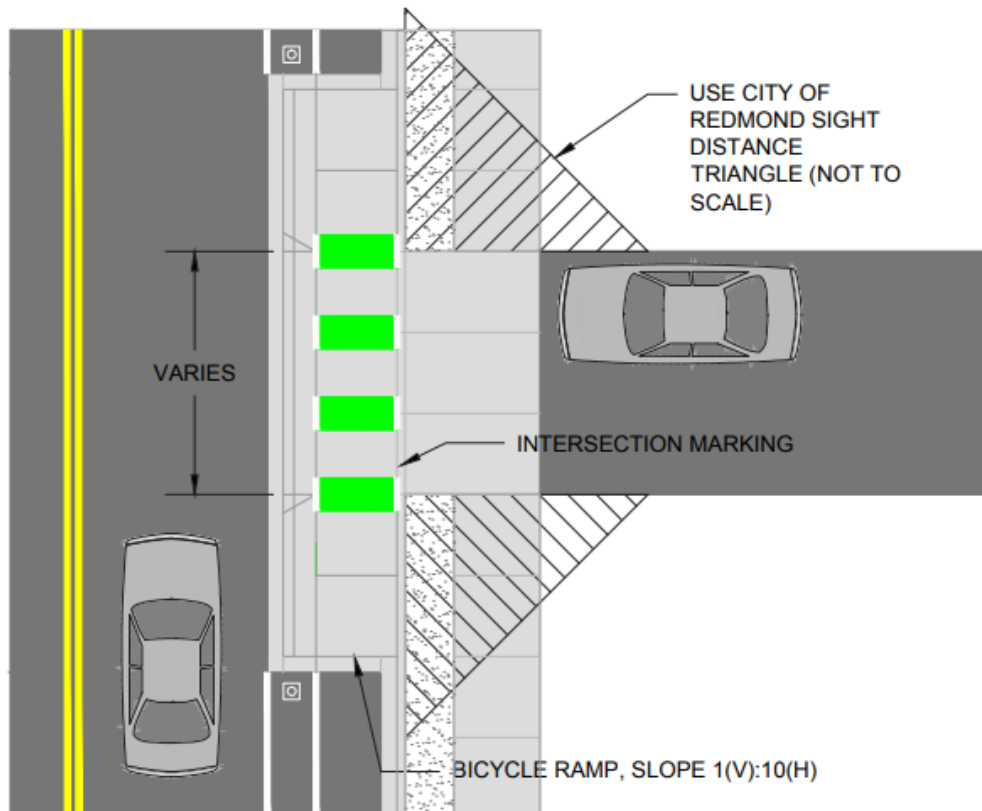 USE CITY OF
REDMOND SIGHT
DISTANCE
TRIANGLE (NOT TO
SCALE)
VARIES
INTERSECTION MARKING
BICYCLE RAMP, SLOPE 1(V):10(H)